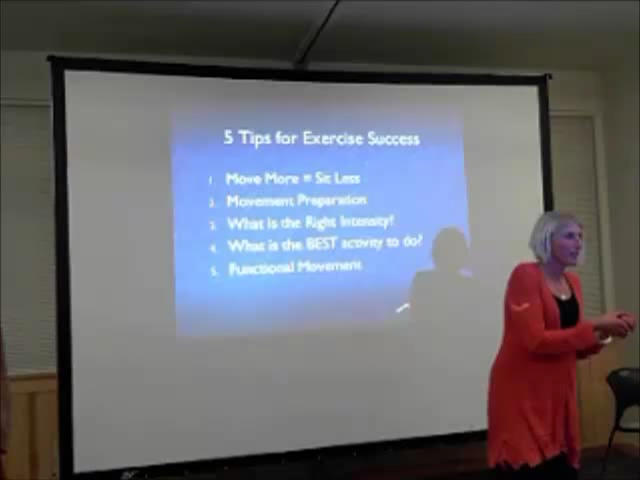 5 Tips for Exercise Success
1. Move More = Sit Less
2. Movement Preparation
3. What is the Right Intensity?
4. What is the BEST activity to do?
5. Functional Movement